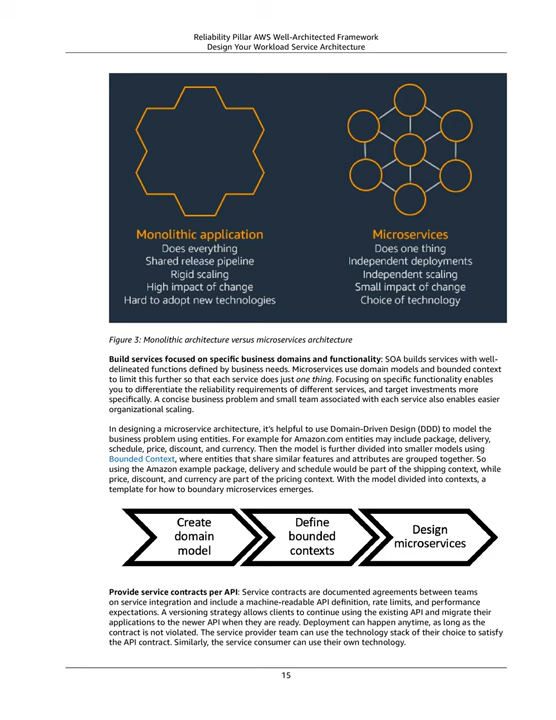 Reliability Pillar AWS Well-Architected Framework
Design Your Workload Service Architecture
Monolithic application
Does everything
Shared release pipeline
Rigid scaling
High impact of change
Hard to adopt new technologies
Microservices
Does one thing
Independent deployments
Independent scaling
Small impact of change
Choice of technology
Figure 3: Monolithic architecture versus microservices architecture
Build services focused on specific business domains and functionality: SOA builds services with well-
delineated functions defined by business needs. Microservices use domain models and bounded context
to limit this further so that each service does just one thing. Focusing on specific functionality enables
you to differentiate the reliability requirements of different services, and target investments more
specifically. A concise business problem and small team associated with each service also enables easier
organizational scaling.
In designing a microservice architecture, it's helpful to use Domain-Driven Design (DDD) to model the
business problem using entities. For example for Amazon.com entities may include package, delivery,
schedule, price, discount, and currency. Then the model is further divided into smaller models using
Bounded Context, where entities that share similar features and attributes are grouped together. So
using the Amazon example package, delivery and schedule would be part of the shipping context, while
price, discount, and currency are part of the pricing context. With the model divided into contexts, a
template for how to boundary microservices emerges.
Create
domain
model
Define
bounded
contexts
Design
microservices
Provide service contracts per API: Service contracts are documented agreements between teams
on service integration and include a machine-readable API definition, rate limits, and performance
expectations. A versioning strategy allows clients to continue using the existing API and migrate their
applications to the newer API when they are ready. Deployment can happen anytime, as long as the
contract is not violated. The service provider team can use the technology stack of their choice to satisfy
the API contract. Similarly, the service consumer can use their own technology.
15